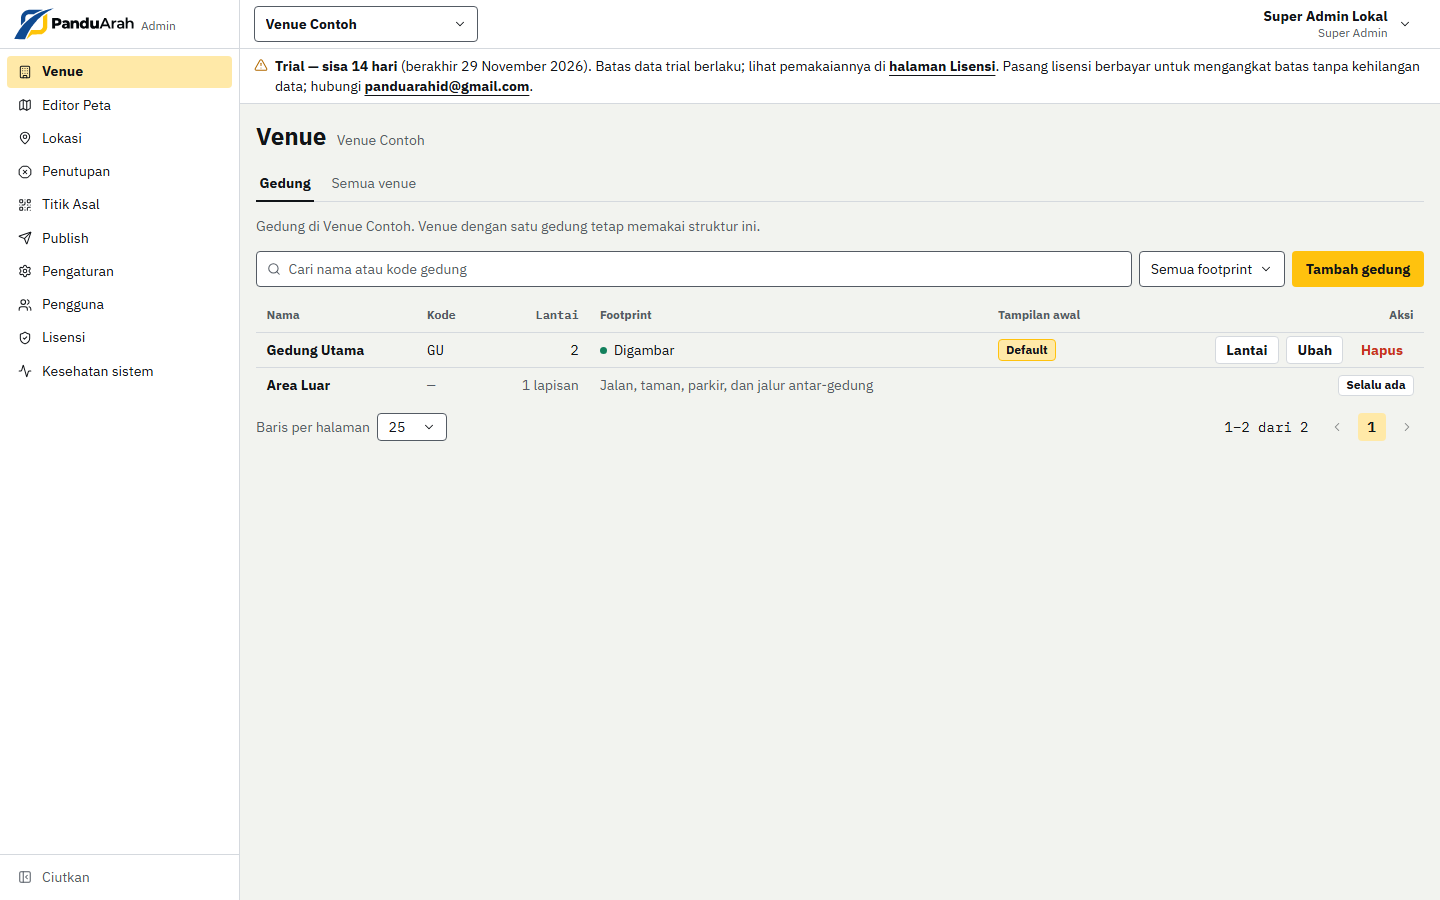 PanduArah Admin
Venue Contoh
Super Admin Lokal
Super Admin
Venue
Editor Peta
Lokasi
Penutupan
Titik Asal
Publish
Pengaturan
Pengguna
Lisensi
Kesehatan sistem
Ciutkan
Trial — sisa 14 hari (berakhir 29 November 2026). Batas data trial berlaku; lihat pemakaiannya di halaman Lisensi. Pasang lisensi berbayar untuk mengangkat batas tanpa kehilangan
data; hubungi panduarahid@gmail.com.
Venue Venue Contoh
Gedung Semua venue
Gedung di Venue Contoh. Venue dengan satu gedung tetap memakai struktur ini.
Cari nama atau kode gedung Semua footprint Tambah gedung
Nama Kode Lantai Footprint Tampilan awal Aksi
Gedung Utama GU 2 Digambar Default Lantai Ubah Hapus
Area Luar — 1 lapisan Jalan, taman, parkir, dan jalur antar-gedung Selalu ada
Baris per halaman 25 1–2 dari 2 1